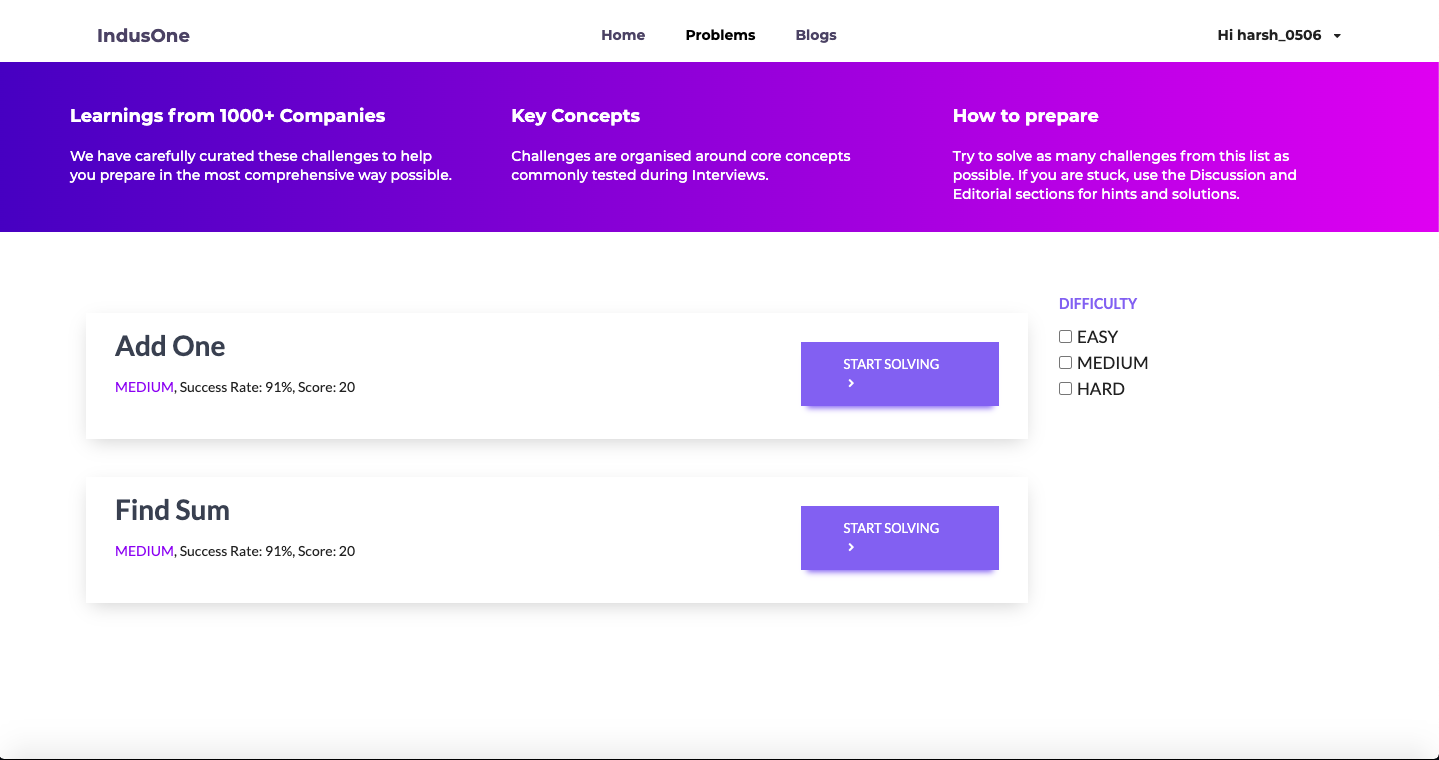 IndusOne
Home
Problems
Blogs
Hi harsh_0506
Learnings from 1000+ Companies
We have carefully curated these challenges to help
you prepare in the most comprehensive way possible.
Key Concepts
Challenges are organised around core concepts
commonly tested during Interviews.
How to prepare
Try to solve as many challenges from this list as
possible. If you are stuck, use the Discussion and
Editorial sections for hints and solutions.
Add One
MEDIUM, Success Rate: 91%, Score: 20
START SOLVING
Find Sum
MEDIUM, Success Rate: 91%, Score: 20
START SOLVING
DIFFICULTY
EASY
MEDIUM
HARD